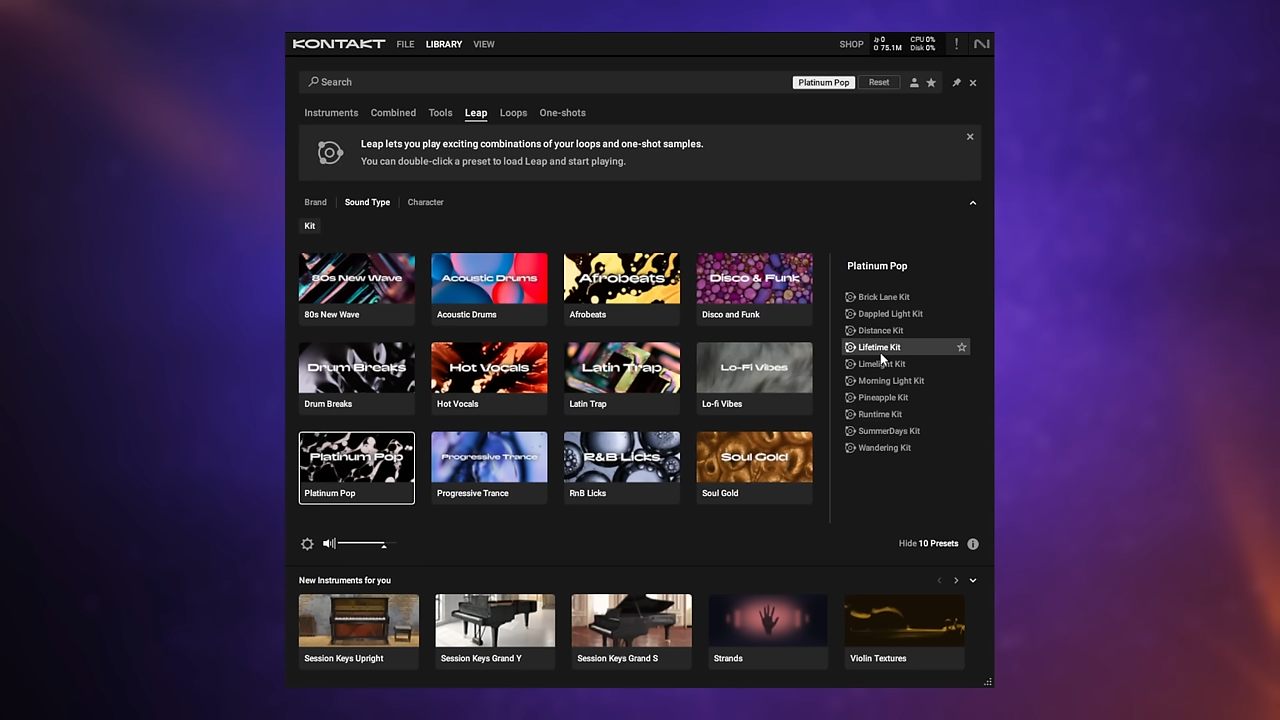 KONTAKT FILE LIBRARY VIEW SHOP 0 CPU 0%
0 75.1M Disk 0%
Search Platinum Pop Reset
Instruments Combined Tools Leap Loops One-shots
Leap lets you play exciting combinations of your loops and one-shot samples.
You can double-click a preset to load Leap and start playing.
Brand Sound Type Character
Kit
80s New Wave Acoustic Drums Afrobeats Disco & Funk
80s New Wave Acoustic Drums Afrobeats Disco and Funk
Drum Breaks Hot Vocals Latin Trap Lo-Fi Vibes
Drum Breaks Hot Vocals Latin Trap Lo-fi Vibes
Platinum Pop Progressive Trance R&B Licks Soul Gold
Platinum Pop Progressive Trance RnB Licks Soul Gold
Platinum Pop
Brick Lane Kit
Dappled Light Kit
Distance Kit
Lifetime Kit
Limelight Kit
Morning Light Kit
Pineapple Kit
Runtime Kit
SummerDays Kit
Wandering Kit
Hide 10 Presets
New Instruments for you
Session Keys Upright Session Keys Grand Y Session Keys Grand S Strands Violin Textures